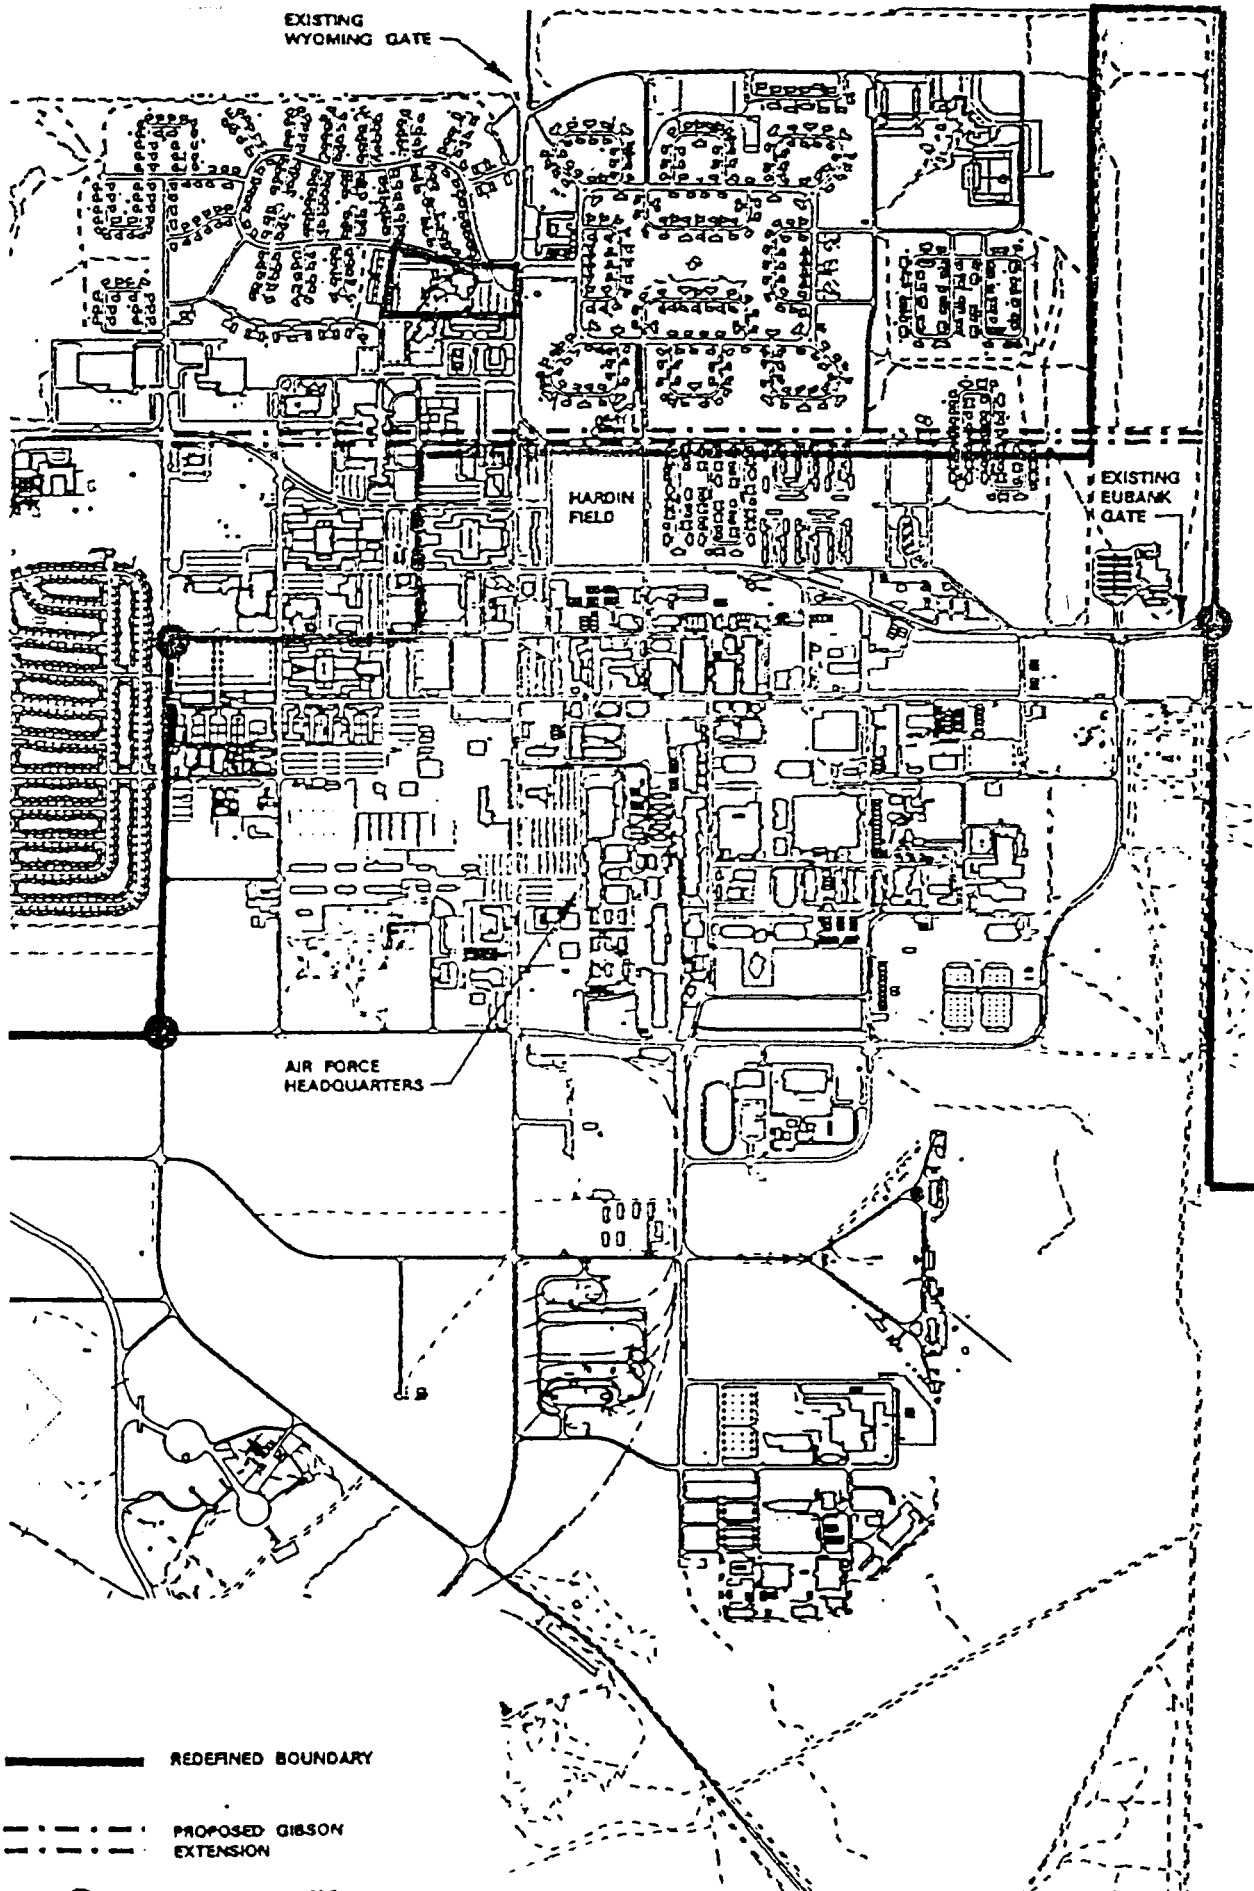 EXISTING
WYOMING GATE
HARDIN
FIELD
EXISTING
EUBANK
GATE
AIR FORCE
HEADQUARTERS
REDEFINED BOUNDARY
PROPOSED GIBSON
EXTENSION